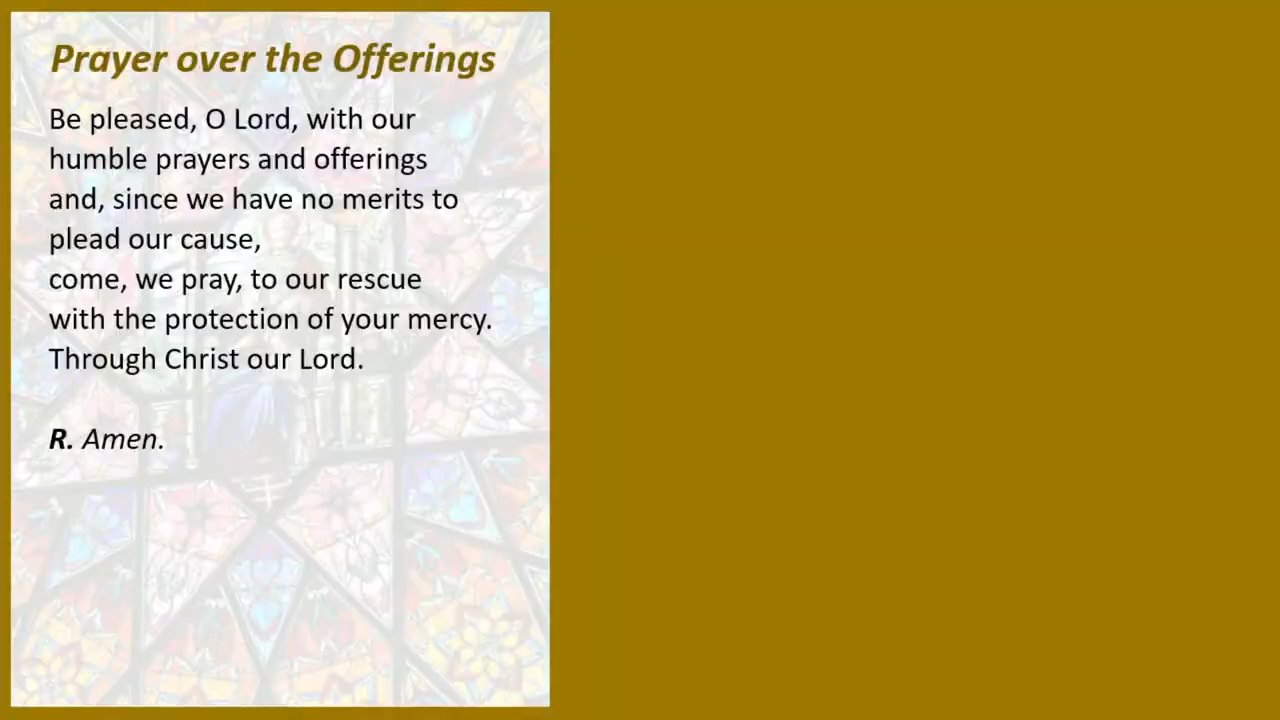 Prayer over the Offerings
Be pleased, O Lord, with our
humble prayers and offerings
and, since we have no merits to
plead our cause,
come, we pray, to our rescue
with the protection of your mercy.
Through Christ our Lord.
R. Amen.